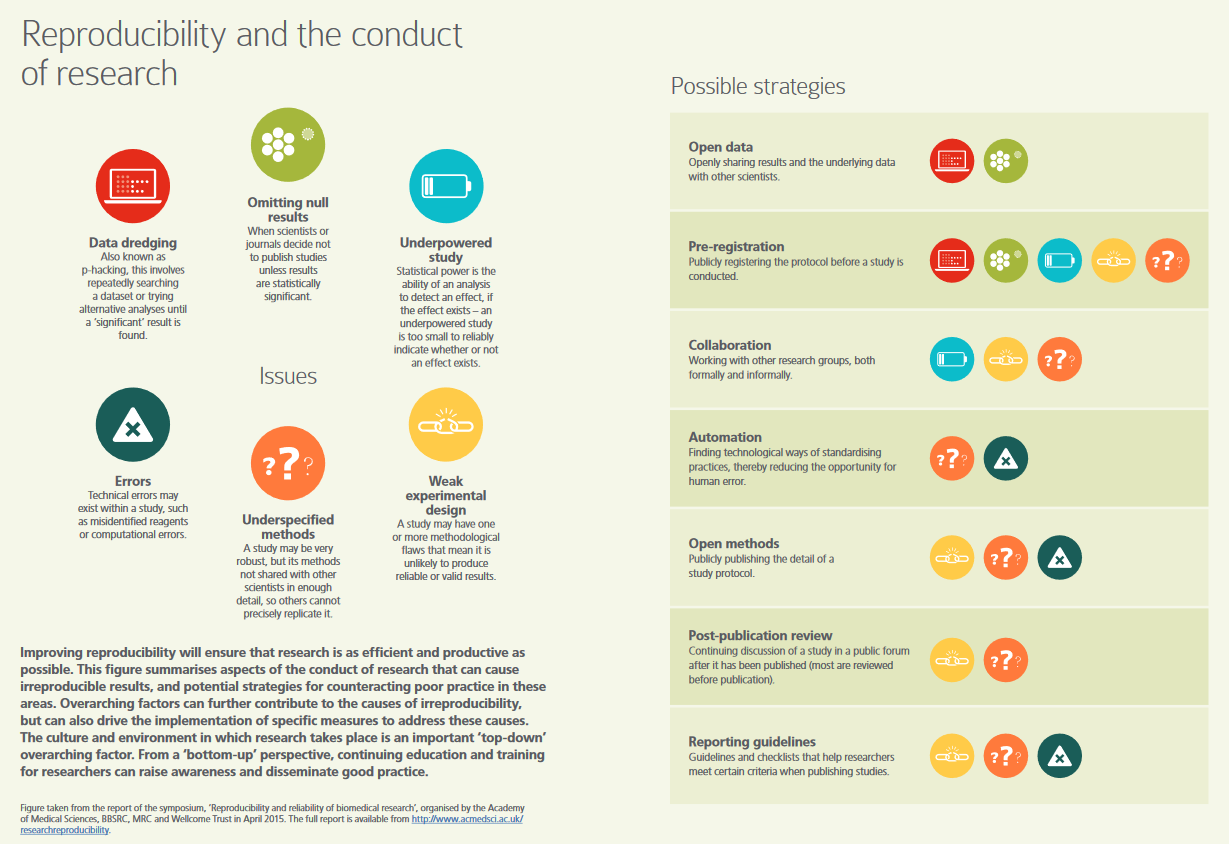 Reproducibility and the conduct
of research
Data dredging
Also known as
p-hacking, this involves
repeatedly searching
a dataset or trying
alternative analyses until
a ‘significant’ result is
found.
Omitting null
results
When scientists or
journals decide not
to publish studies
unless results
are statistically
significant.
Underpowered
study
Statistical power is the
ability of an analysis
to detect an effect, if
the effect exists – an
underpowered study
is too small to reliably
indicate whether or not
an effect exists.
Issues
Errors
Technical errors may
exist within a study, such
as misidentified reagents
or computational errors.
???
Underspecified
methods
A study may be very
robust, but its methods
not shared with other
scientists in enough
detail, so others cannot
precisely replicate it.
Weak
experimental
design
A study may have one
or more methodological
flaws that mean it is
unlikely to produce
reliable or valid results.
Improving reproducibility will ensure that research is as efficient and productive as
possible. This figure summarises aspects of the conduct of research that can cause
irreproducible results, and potential strategies for counteracting poor practice in these
areas. Overarching factors can further contribute to the causes of irreproducibility,
but can also drive the implementation of specific measures to address these causes.
The culture and environment in which research takes place is an important ‘top-down’
overarching factor. From a ‘bottom-up’ perspective, continuing education and training
for researchers can raise awareness and disseminate good practice.
Figure taken from the report of the symposium, ‘Reproducibility and reliability of biomedical research’, organised by the Academy
of Medical Sciences, BBSRC, MRC and Wellcome Trust in April 2015. The full report is available from http://www.acmedsci.ac.uk/
researchreproducibility.
Possible strategies
Open data
Openly sharing results and the underlying data
with other scientists.
Pre-registration
Publicly registering the protocol before a study is
conducted.
???
Collaboration
Working with other research groups, both
formally and informally.
???
Automation
Finding technological ways of standardising
practices, thereby reducing the opportunity for
human error.
???
Open methods
Publicly publishing the detail of a
study protocol.
???
Post-publication review
Continuing discussion of a study in a public forum
after it has been published (most are reviewed
before publication).
???
Reporting guidelines
Guidelines and checklists that help researchers
meet certain criteria when publishing studies.
???